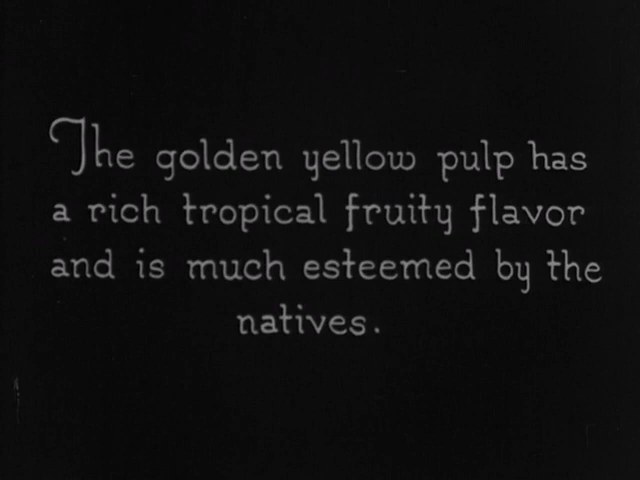 The golden yellow pulp has
a rich tropical fruity flavor
and is much esteemed by the
natives.